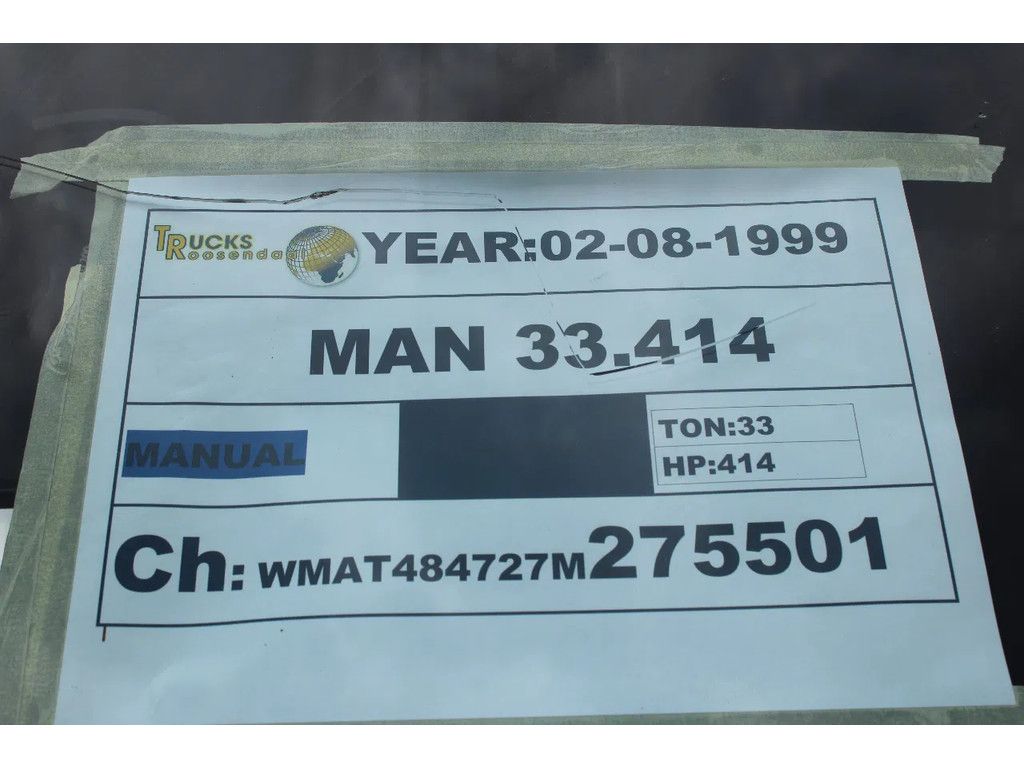 TRUCKS
Roosendaal
YEAR:02-08-1999
MAN 33.414
MANUAL
TON:33
HP:414
Ch: WMAT484727M275501